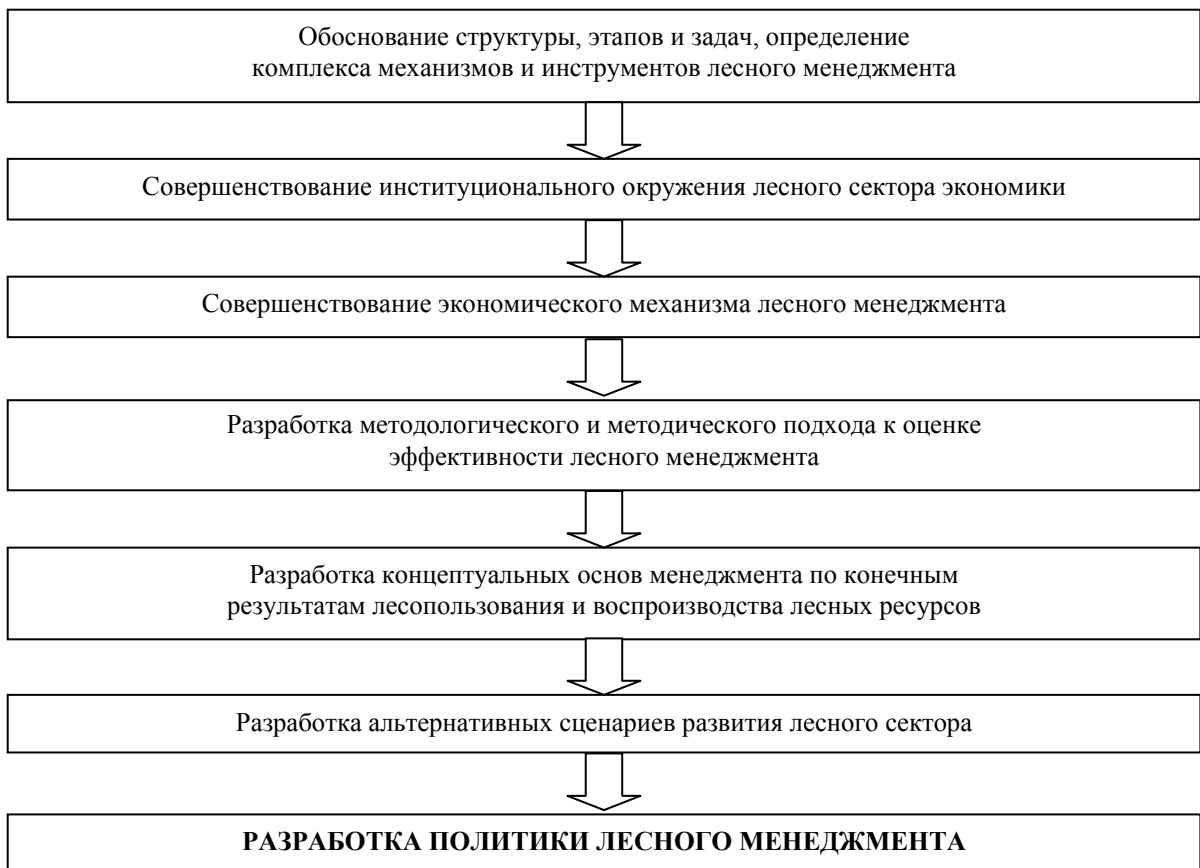 Обоснование структуры, этапов и задач, определение
комплекса механизмов и инструментов лесного менеджмента
Совершенствование институционального окружения лесного сектора экономики
Совершенствование экономического механизма лесного менеджмента
Разработка методологического и методического подхода к оценке
эффективности лесного менеджмента
Разработка концептуальных основ менеджмента по конечным
результатам лесопользования и воспроизводства лесных ресурсов
Разработка альтернативных сценариев развития лесного сектора
РАЗРАБОТКА ПОЛИТИКИ ЛЕСНОГО МЕНЕДЖМЕНТА